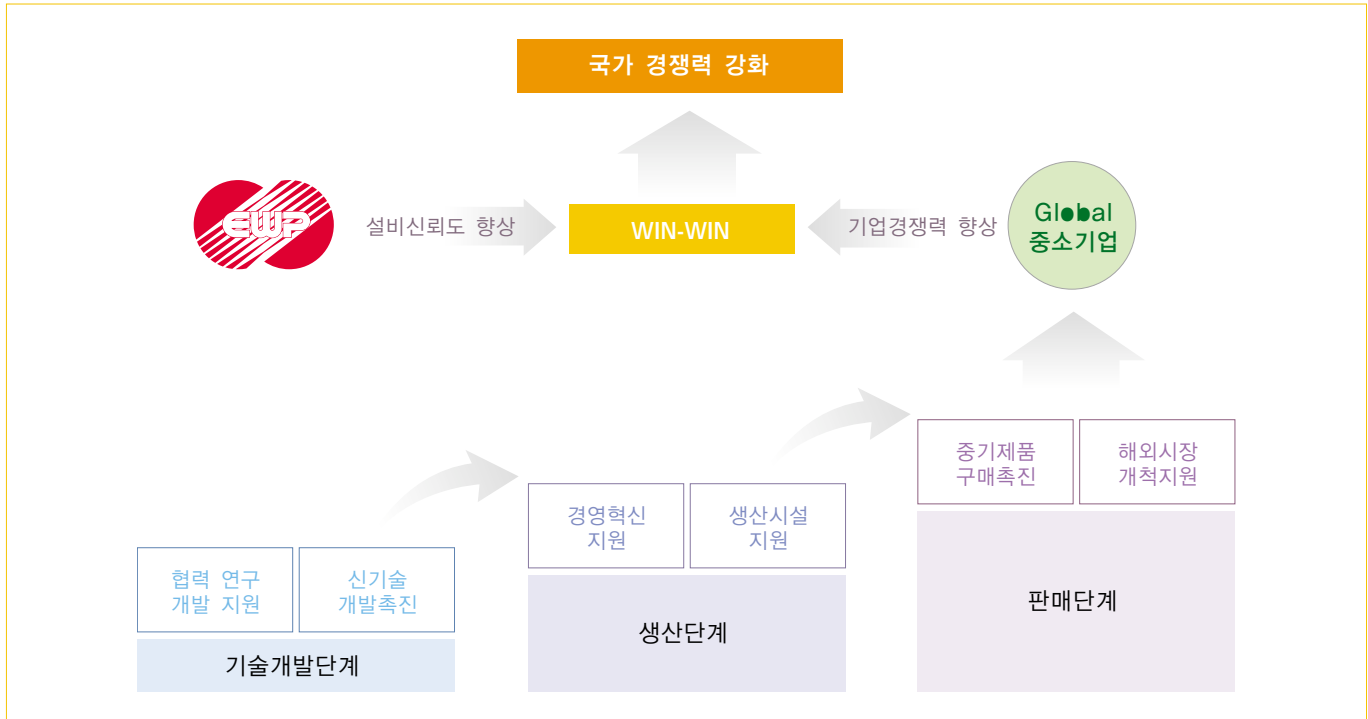 국가 경쟁력 강화
EWP
설비신뢰도 향상
WIN-WIN
기업경쟁력 향상
Global
중소기업
중기제품
구매촉진
해외시장
개척지원
경영혁신
지원
생산시설
지원
협력 연구
개발 지원
신기술
개발촉진
판매단계
생산단계
기술개발단계